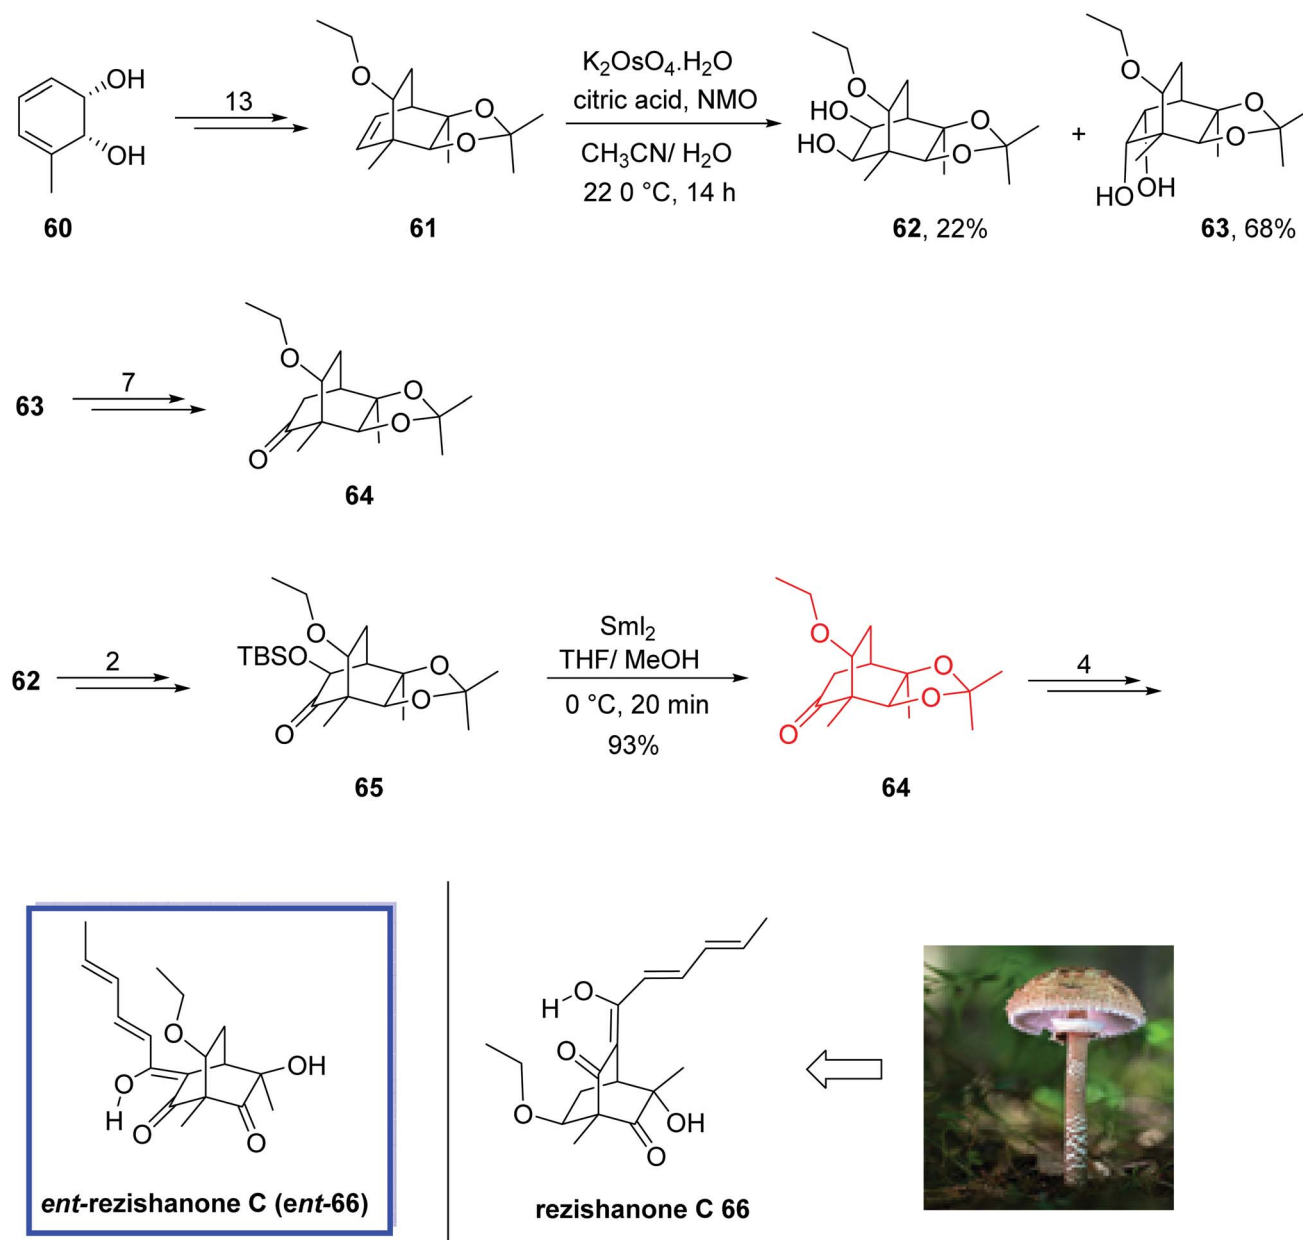 OH
OH
60
13
O
O
O
61
K2OsO4.H2O
citric acid, NMO
CH3CN/ H2O
22 0 °C, 14 h
O
HO
HO
O
O
62, 22%
+
O
O
O
HO
OH
63, 68%
63
7
O
O
O
O
64
62
2
O
TBSO
O
O
O
65
SmI2
THF/ MeOH
0 °C, 20 min
93%
O
O
O
O
64
4
O
OH
O
H
O
O
ent-rezishanone C (ent-66)
O
H
O
O
OH
O
rezishanone C 66